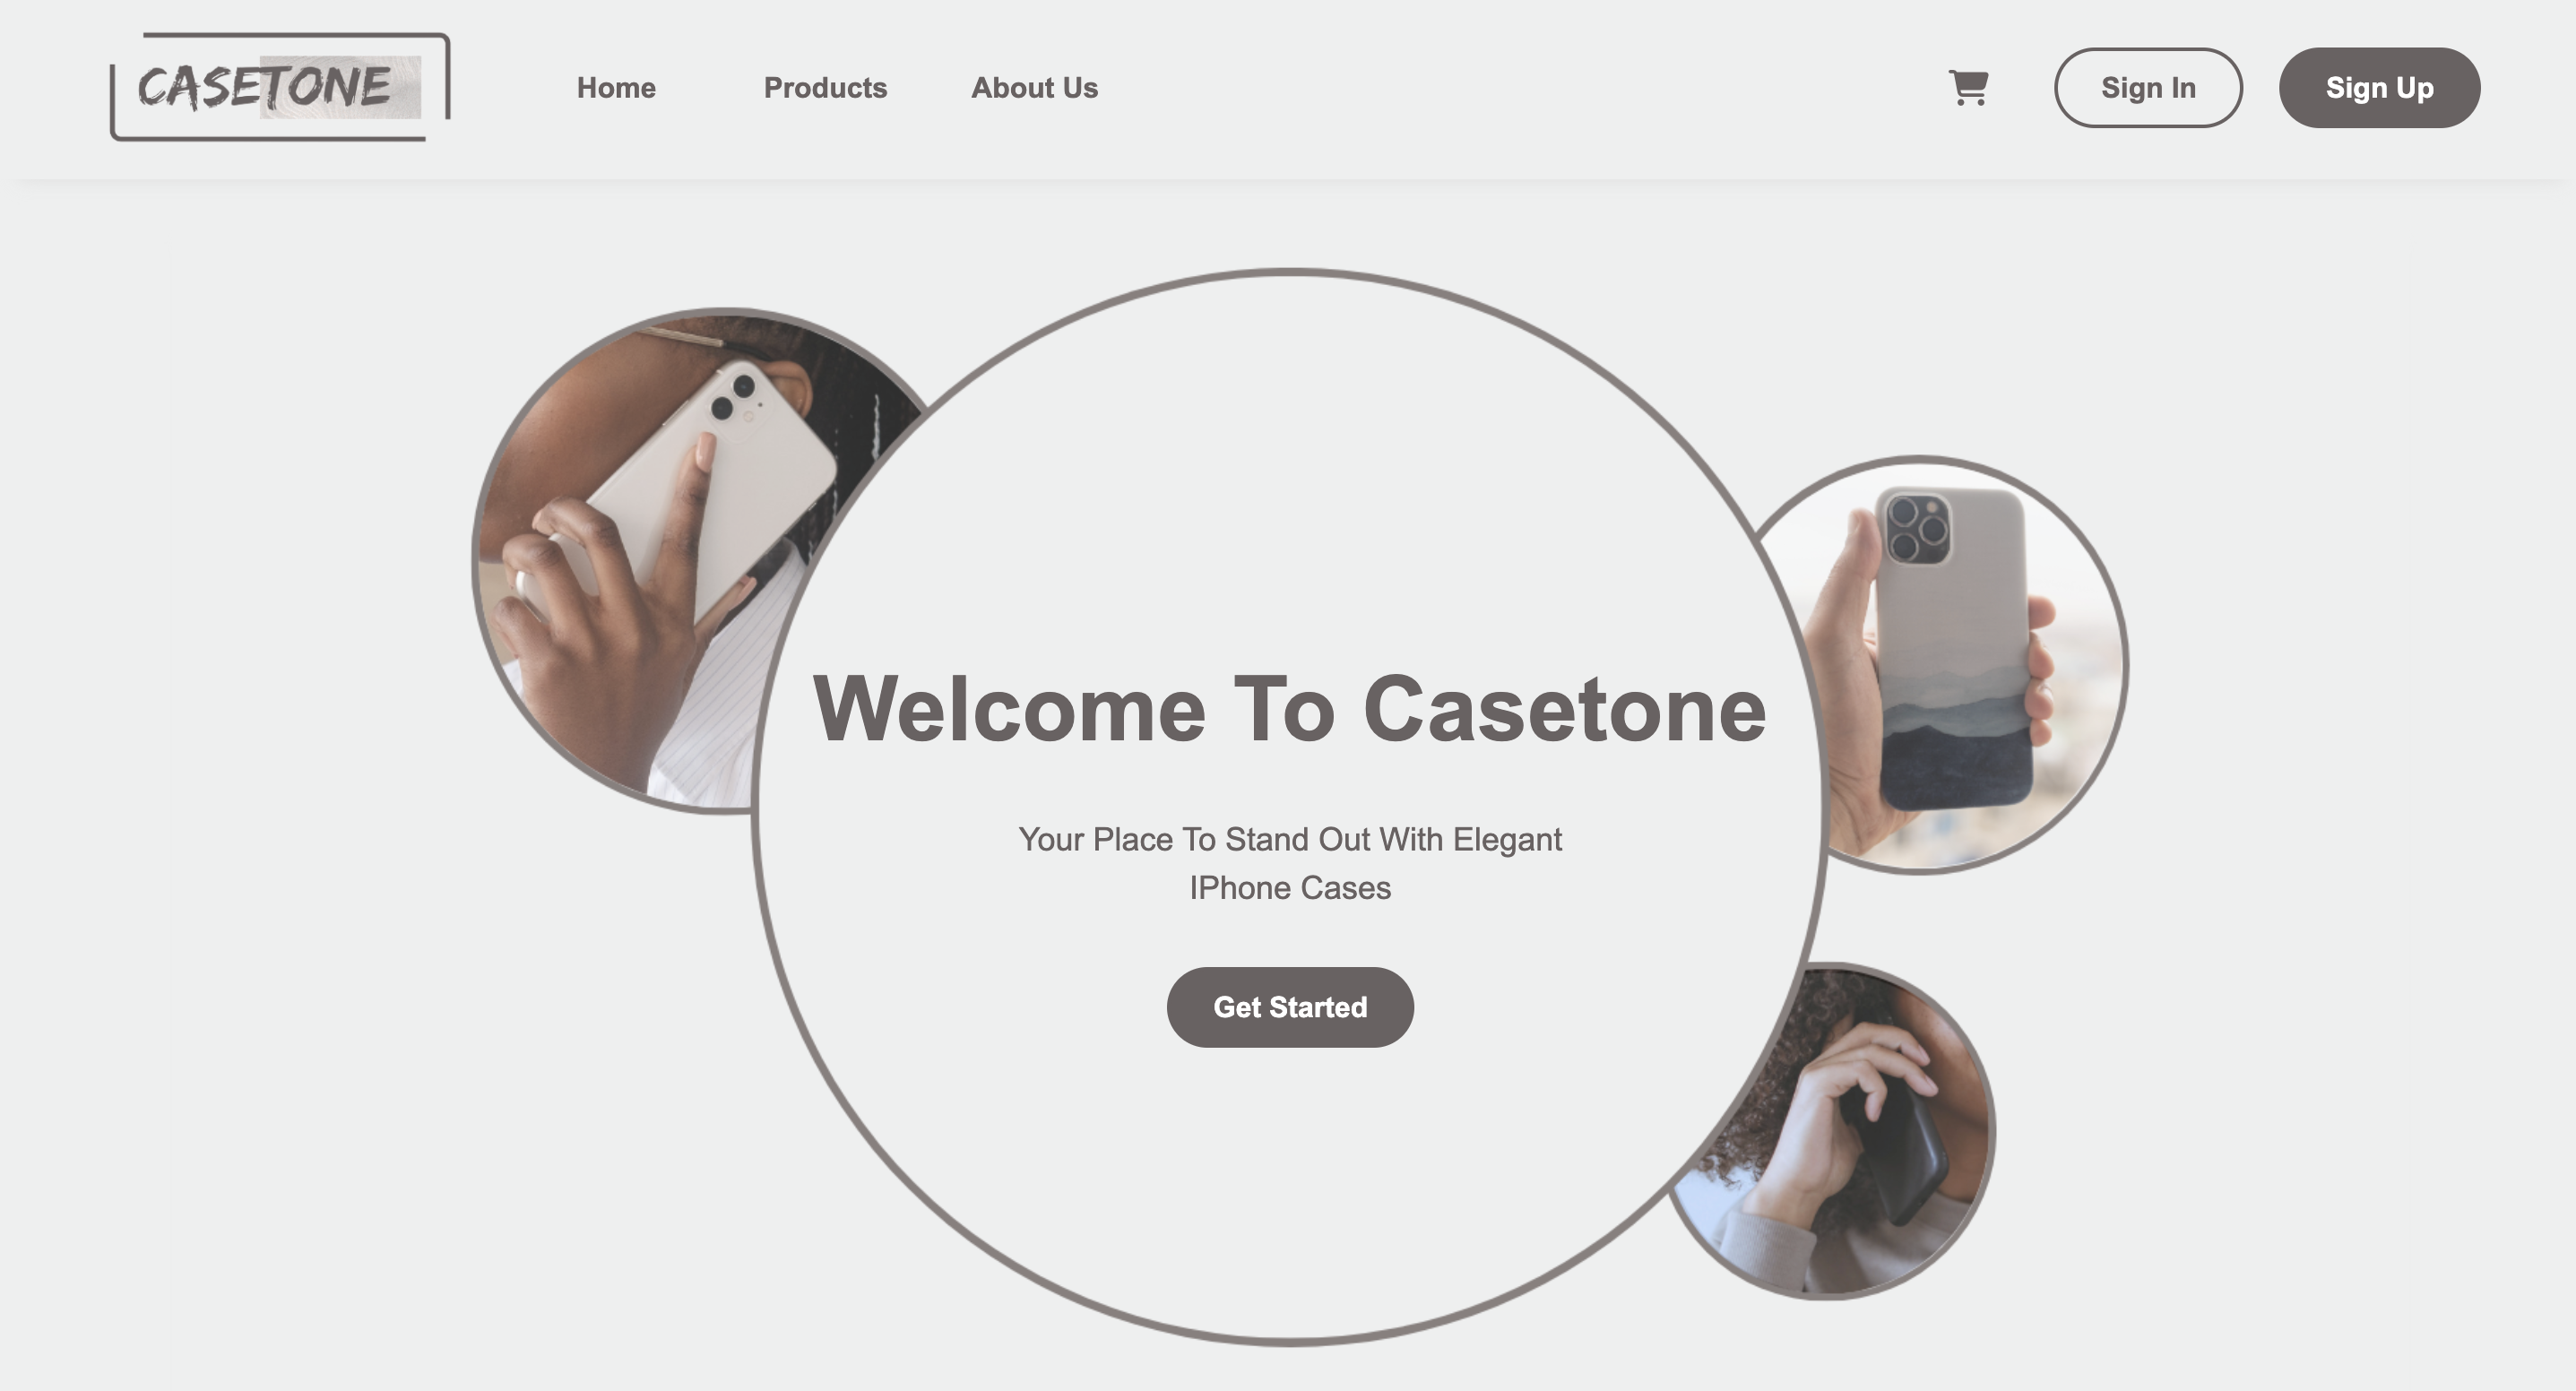 CASETONE
Home
Products
About Us
Sign In
Sign Up
Welcome To Casetone
Your Place To Stand Out With Elegant
IPhone Cases
Get Started